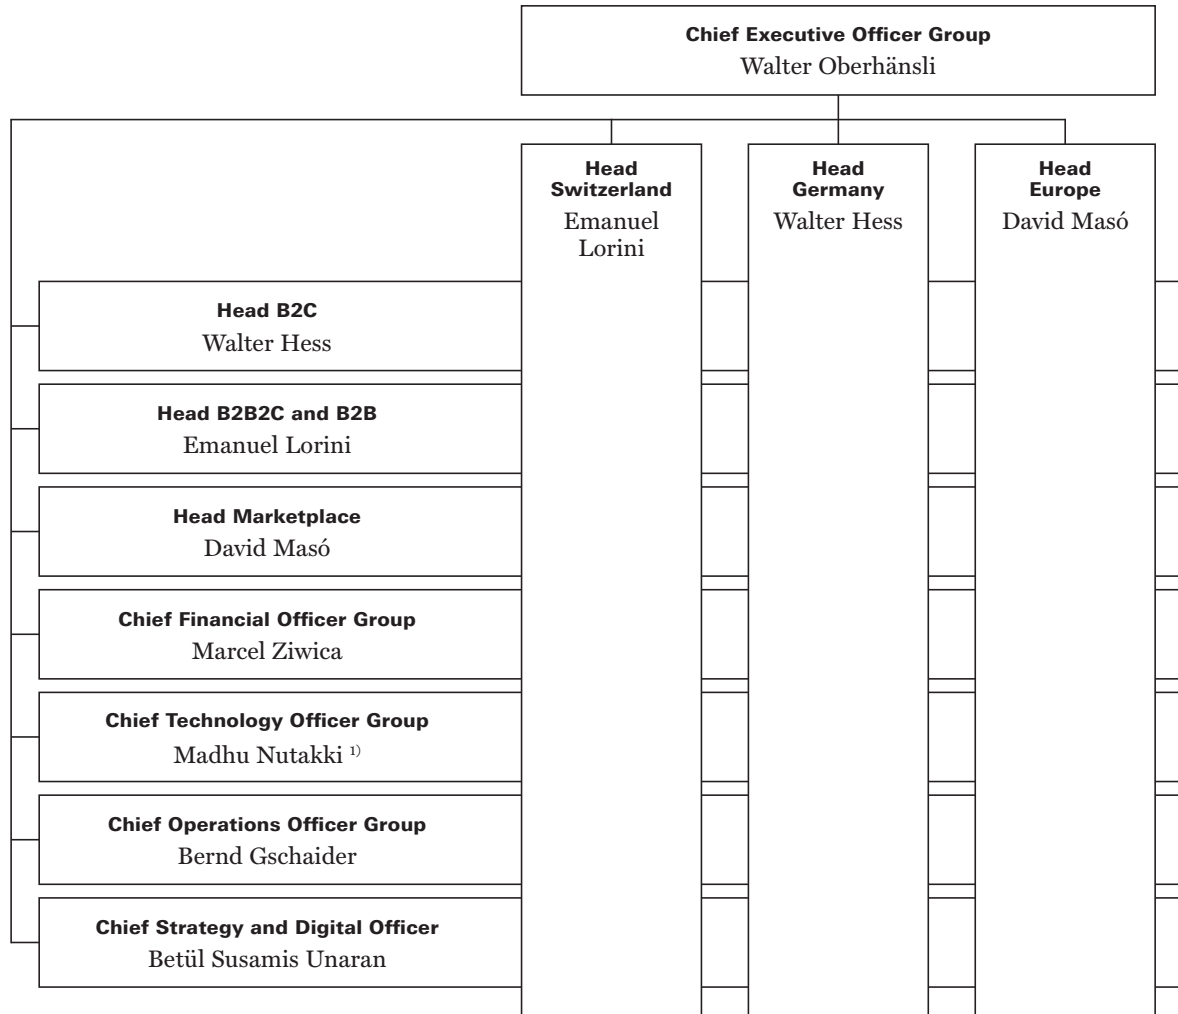 Chief Executive Officer Group
Walter Oberhänsli
Head
Switzerland
Emanuel
Lorini
Head
Germany
Walter Hess
Head
Europe
David Masó
Head B2C
Walter Hess
Head B2B2C and B2B
Emanuel Lorini
Head Marketplace
David Masó
Chief Financial Officer Group
Marcel Ziwica
Chief Technology Officer Group
Madhu Nutakki 1)
Chief Operations Officer Group
Bernd Gschaider
Chief Strategy and Digital Officer
Betül Susamis Unaran